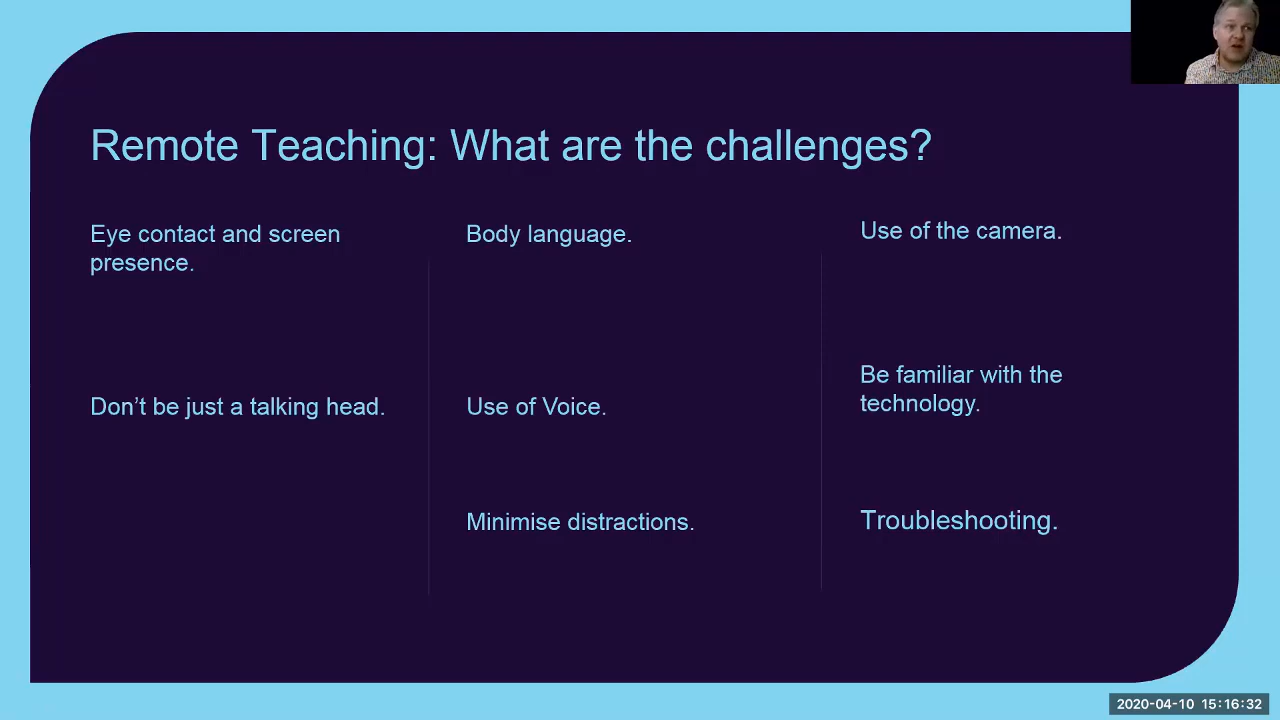 Remote Teaching: What are the challenges?
Eye contact and screen
presence.
Don’t be just a talking head.
Body language.
Use of Voice.
Minimise distractions.
Use of the camera.
Be familiar with the
technology.
Troubleshooting.
2020-04-10 15:16:32